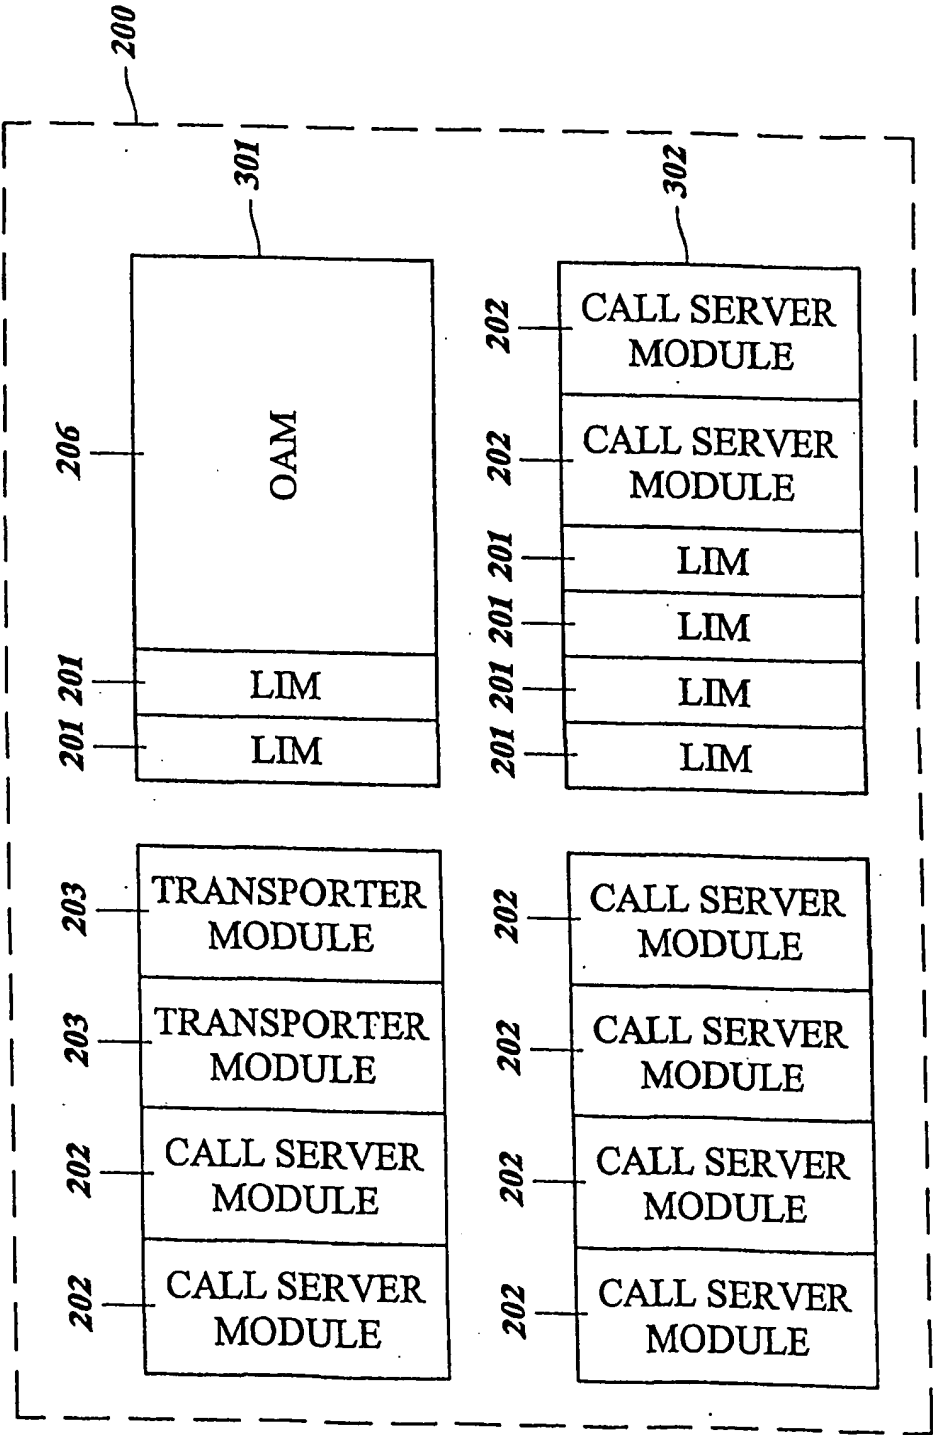 200
301
302
206
OAM
201
LIM
201
LIM
202
CALL SERVER
MODULE
202
CALL SERVER
MODULE
201
LIM
201
LIM
201
LIM
201
LIM
203
TRANSPORTER
MODULE
203
TRANSPORTER
MODULE
202
CALL SERVER
MODULE
202
CALL SERVER
MODULE
202
CALL SERVER
MODULE
202
CALL SERVER
MODULE
202
CALL SERVER
MODULE
202
CALL SERVER
MODULE